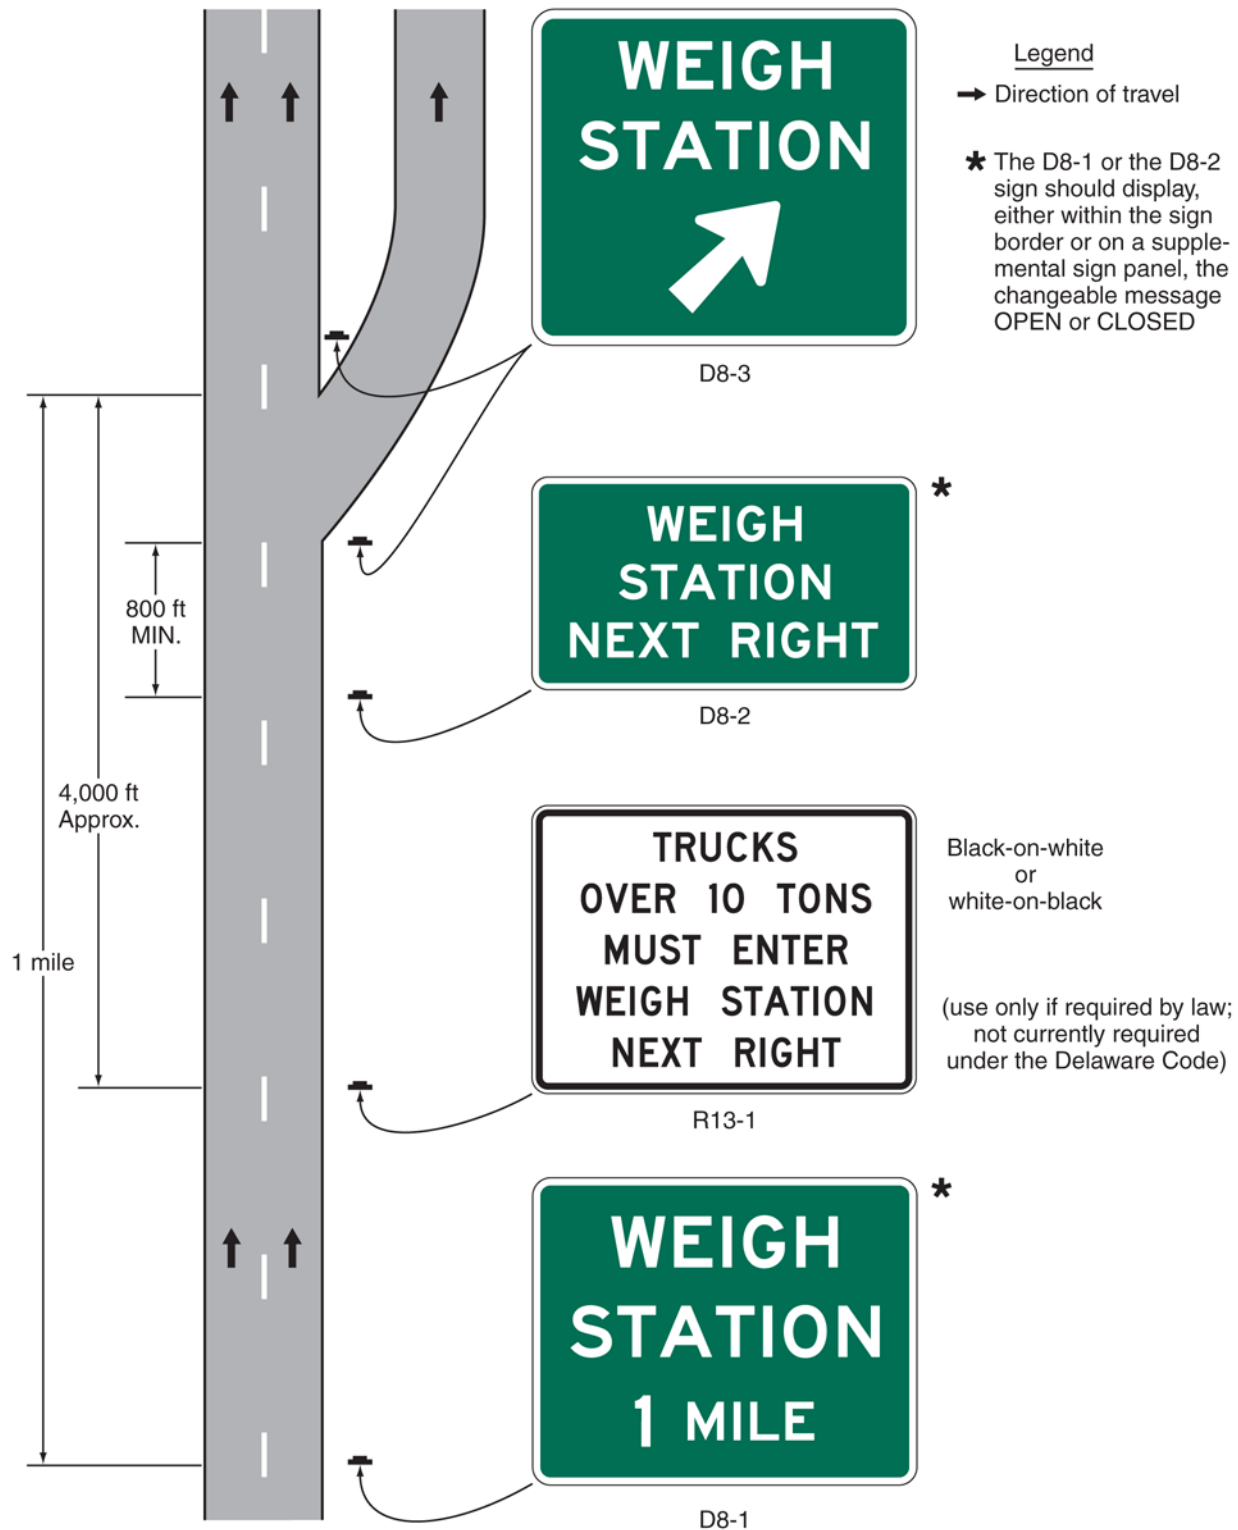 WEIGH
STATION
D8-3
Legend
Direction of travel
* The D8-1 or the D8-2
sign should display,
either within the sign
border or on a supple-
mental sign panel, the
changeable message
OPEN or CLOSED
*
WEIGH
STATION
NEXT RIGHT
D8-2
800 ft
MIN.
4,000 ft
Approx.
1 mile
TRUCKS
OVER 10 TONS
MUST ENTER
WEIGH STATION
NEXT RIGHT
R13-1
Black-on-white
or
white-on-black
(use only if required by law;
not currently required
under the Delaware Code)
*
WEIGH
STATION
1 MILE
D8-1